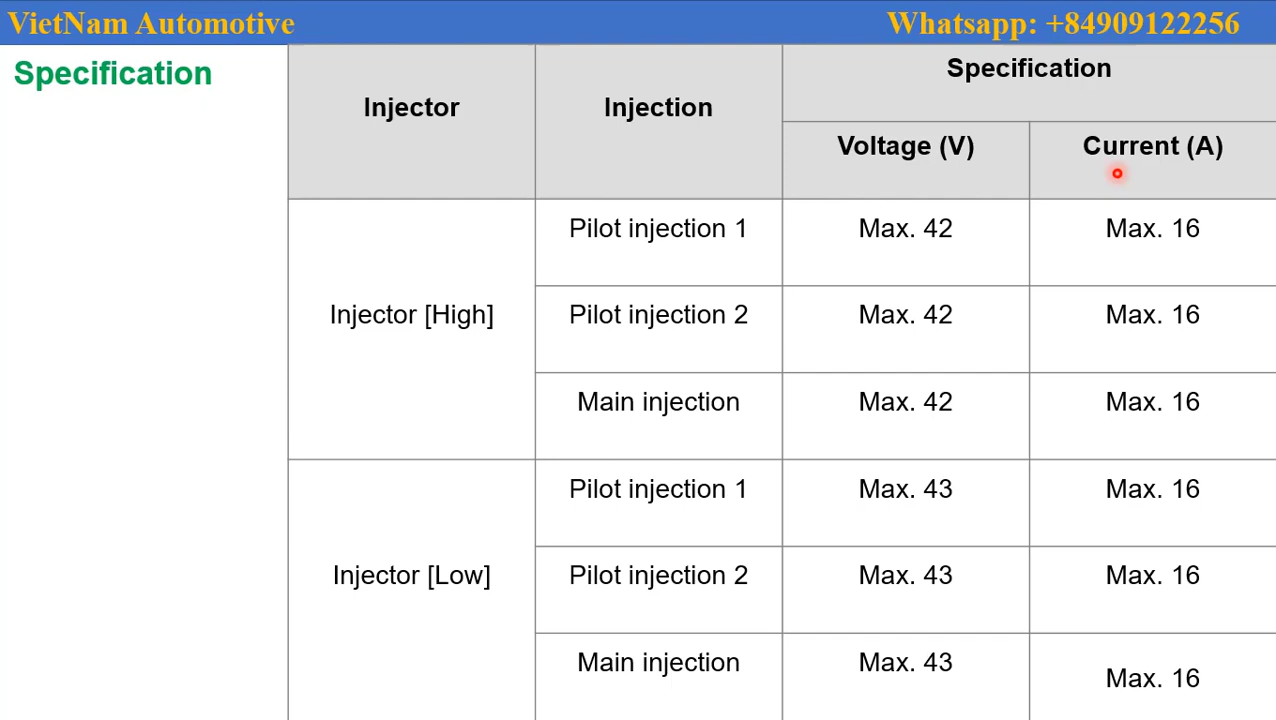 VietNam Automotive
Whatsapp: +84909122256
Specification
Injector
Injection
Specification
Voltage (V)
Current (A)
Injector [High]
Pilot injection 1
Max. 42
Max. 16
Pilot injection 2
Max. 42
Max. 16
Main injection
Max. 42
Max. 16
Injector [Low]
Pilot injection 1
Max. 43
Max. 16
Pilot injection 2
Max. 43
Max. 16
Main injection
Max. 43
Max. 16